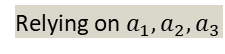 Relying on a₁, a₂, a₃